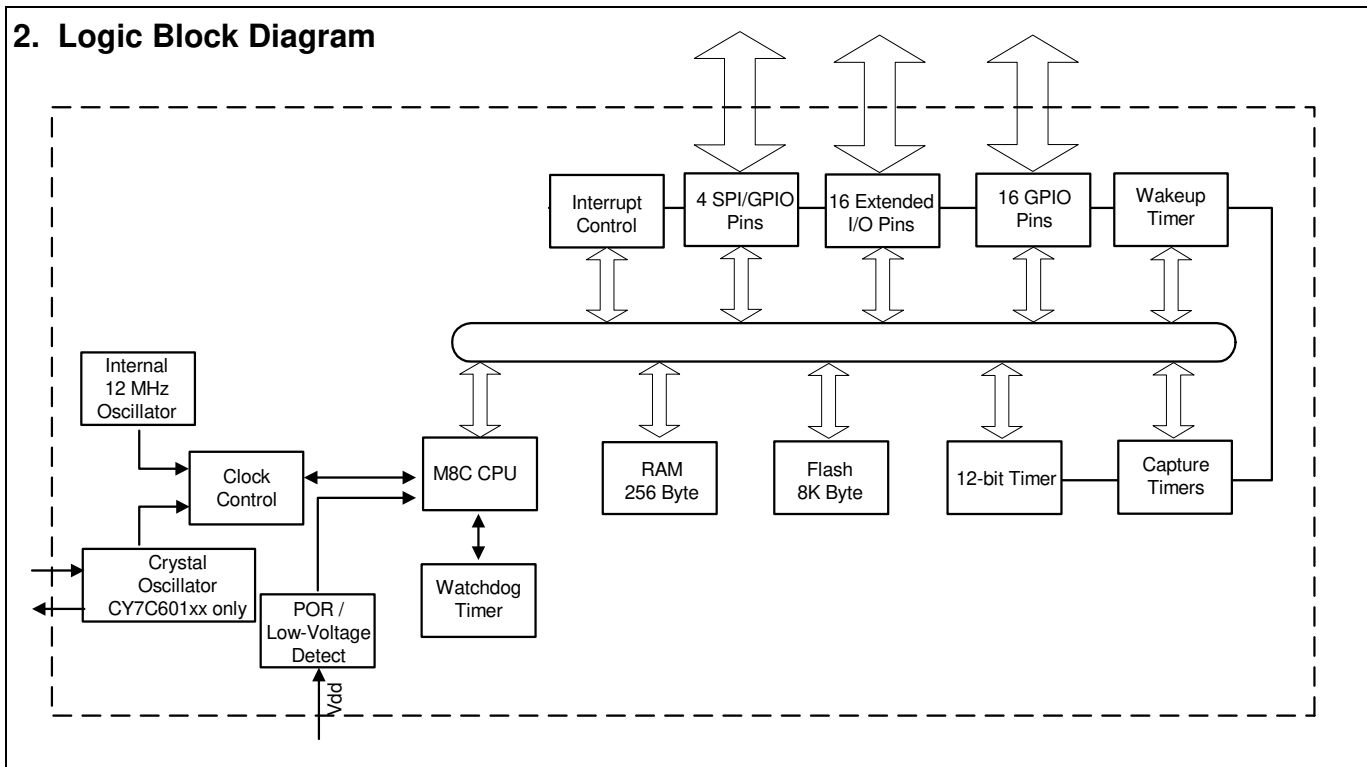 2. Logic Block Diagram
Interrupt
Control
4 SPI/GPIO
Pins
16 Extended
I/O Pins
16 GPIO
Pins
Wakeup
Timer
Internal
12 MHz
Oscillator
Clock
Control
Crystal
Oscillator
CY7C601xx only
POR /
Low-Voltage
Detect
Vdd
M8C CPU
Watchdog
Timer
RAM
256 Byte
Flash
8K Byte
12-bit Timer
Capture
Timers